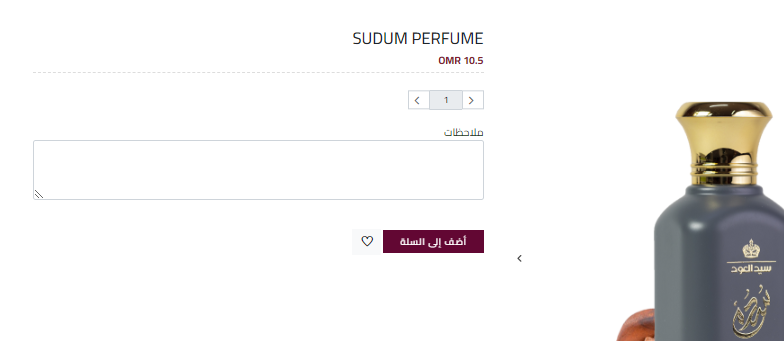 SUDUM PERFUME
OMR 10.5
1
ملاحظات
أضف إلى السلة
سيد العود